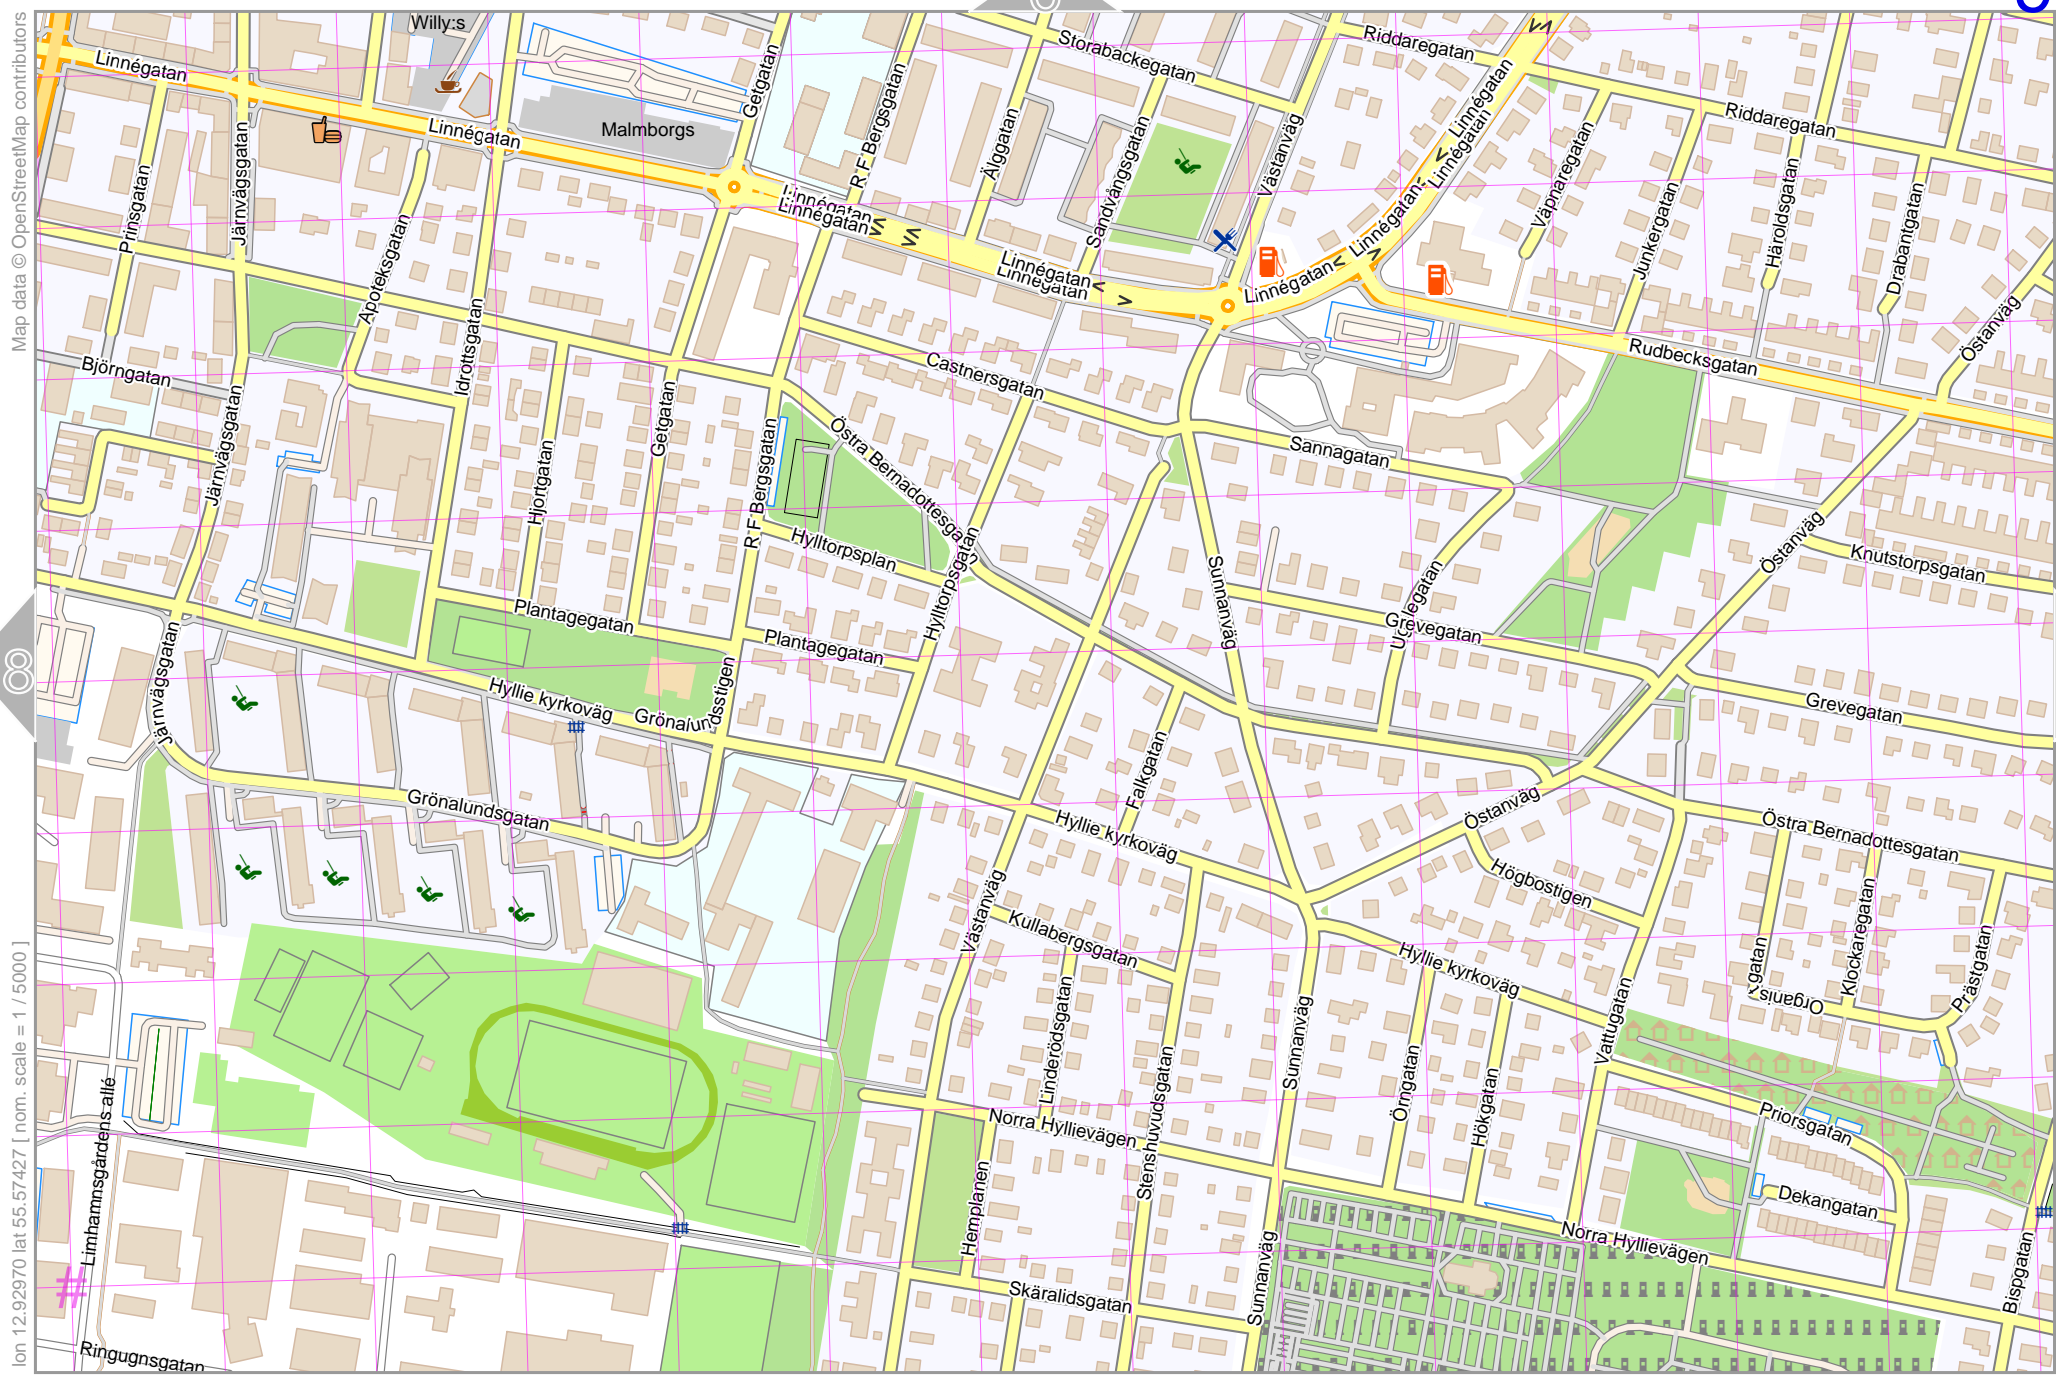 Willy:s
Linnégatan
Malmborgs
Linnégatan
Getgatan
R F Bergsgatan
Älggatan
Storabackegatan
Sandvångsgatan
Västanväg
Riddaregatan
Linnégatan
Linnégatan
Riddaregatan
Väpnaregatan
Junkergatan
Haroldsgatan
Drabantgatan
Östanväg
Map data © OpenStreetMap contributors
Prinsgatan
Järnvägsgatan
Apoteksgatan
Idrottsgatan
Linnégatan
Linnégatan
Linnégatan
Linnégatan
Linnégatan
Linnégatan
Rudbecksgatan
Björngatan
Castnersgatan
Sannagatan
Järnvägsgatan
Hjortgatan
Getgatan
R F Bergsgatan
Östra Bernadottesgatan
Hylltorpsplan
Hylltorpsgatan
Sunnanväg
Östanväg
Knutstorpsgatan
Ugglegatan
Grevegatan
Plantagegatan
Plantagegatan
Järnvägsgatan
Hyllie kyrkoväg
Grönalundsstigen
Grevegatan
Falkgatan
Grönalundsgatan
Hyllie kyrkoväg
Östanväg
Östra Bernadottesgatan
Högbostigen
Västanväg
Kullabergsgatan
Hyllie kyrkoväg
Klockaregatan
Prästgatan
Linderödsgatan
Stenshuvudsgatan
Sunnanväg
Örngatan
Hökgatan
Vattugatan
Priorsgatan
Norra Hyllievägen
Dekangatan
Limhamnsgårdens allé
Hemplanen
Norra Hyllievägen
Sunnanväg
Skäralidsgatan
Bispgatan
Ringugnsgatan
lon 12.92970 lat 55.57427 [ nom. scale = 1 / 5000 ]
8
#